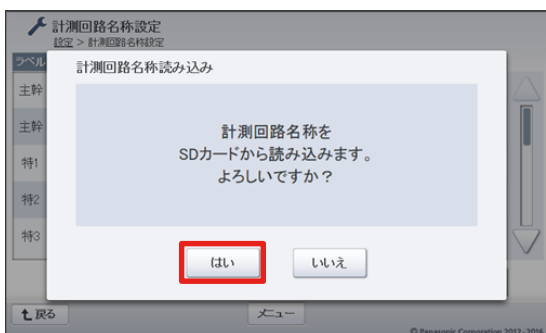 計測回路名称設定
設定 > 計測回路名称設定
ラベル
計測回路名称読み込み
主幹
主幹
特1
特2
特3
計測回路名称を
SDカードから読み込みます。
よろしいですか？
はい
いいえ
戻る
メニュー
© Panasonic Corporation 2012-2016